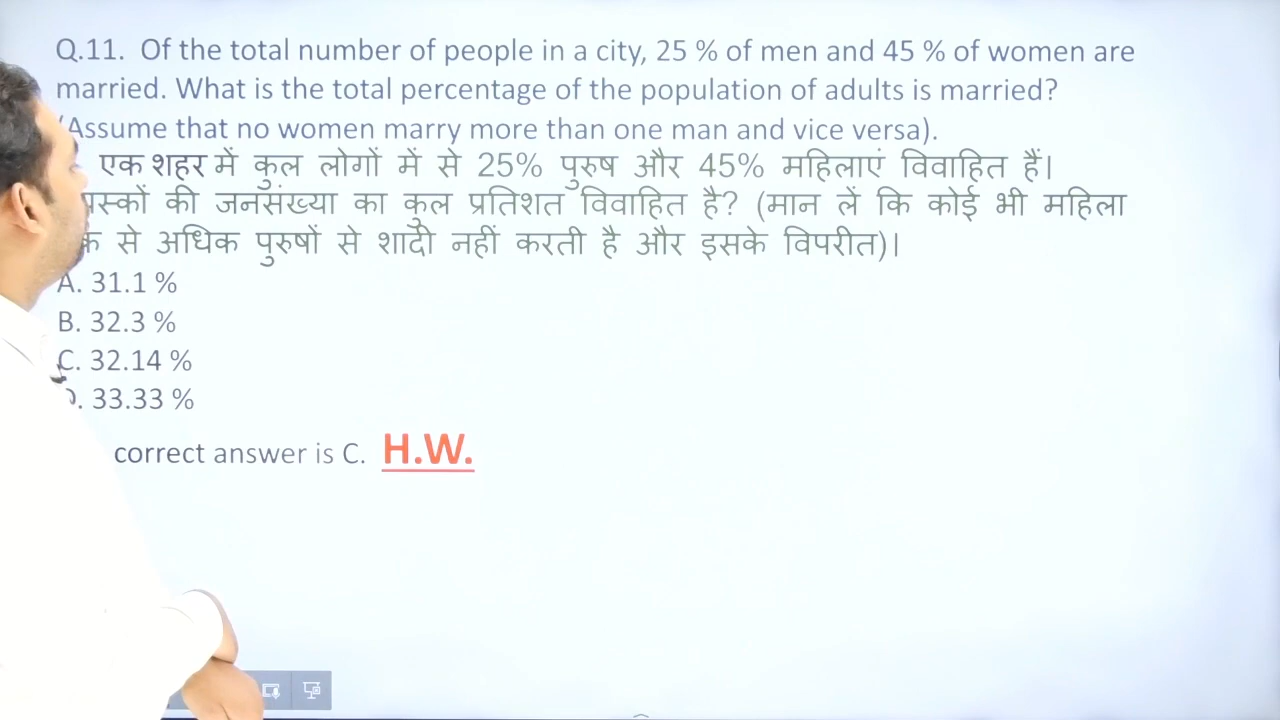 Q.11. Of the total number of people in a city, 25 % of men and 45 % of women are
married. What is the total percentage of the population of adults is married?
(Assume that no women marry more than one man and vice versa).
एक शहर में कुल लोगों में से 25% पुरुष और 45% महिलाएं विवाहित हैं।
की जनसंख्या का कुल प्रतिशत विवाहित है? (मान लें कि कोई भी महिला
से अधिक पुरुषों से शादी नहीं करती है और इसके विपरीत)।
A. 31.1 %
B. 32.3 %
C. 32.14 %
D. 33.33 %
correct answer is C. H.W.